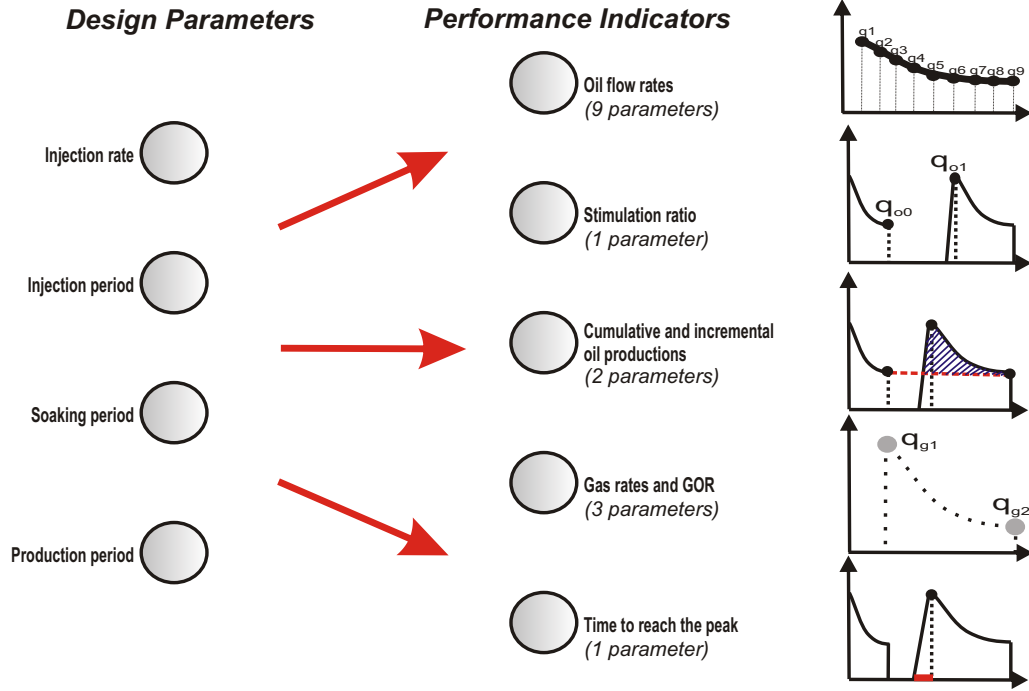 Design Parameters
Performance Indicators
Injection rate
Injection period
Soaking period
Production period
Oil flow rates
(9 parameters)
Stimulation ratio
(1 parameter)
Cumulative and incremental
oil productions
(2 parameters)
Gas rates and GOR
(3 parameters)
Time to reach the peak
(1 parameter)
q1 q2 q3 q4 q5 q6 q7 q8 q9
qo0
qo1
qg1
qg2